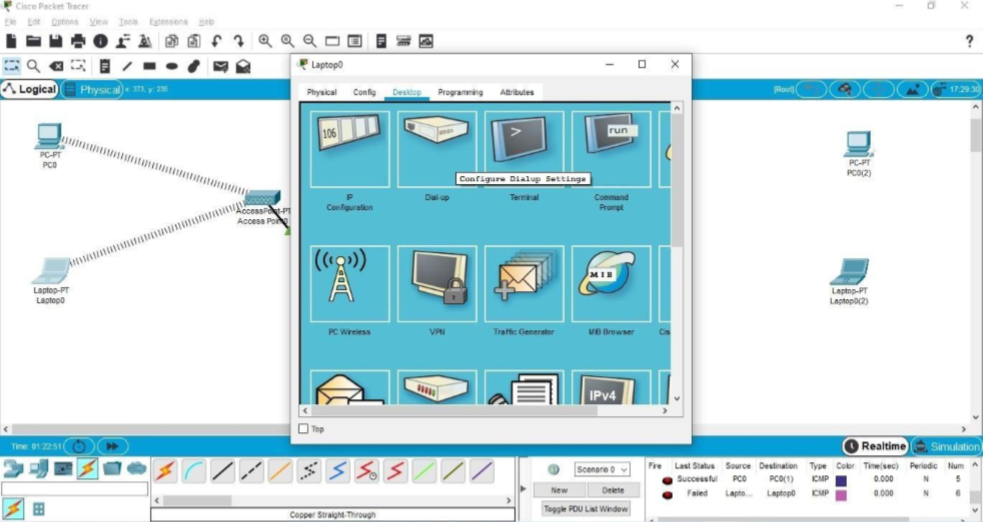 Cisco Packet Tracer
File Edit Options View Tools Extensions Help
?
Logical Physical x: 373, y: 235
[Root] 17:29:30
Laptop0
Physical Config Desktop Programming Attributes
106 SERVER > run
Configure Dialup Settings
IP Configuration
Dial-up
Terminal
Command Prompt
MIB
PC Wireless
VPN
Traffic Generator
MIB Browser
IPv4
Top
PC-PT
PC0
AccessPoint-PT
Access Point0
Laptop-PT
Laptop0
PC-PT
PC0(2)
Laptop-PT
Laptop0(2)
Time: 01:22:51
Realtime Simulation
Copper Straight-Through
Scenario 0
New Delete
Toggle PDU List Window
Fire Last Status Source Destination Type Color Time(sec) Periodic Num
Successful PC0 PC0(1) ICMP 0.000 N 5
Failed Lapto... Laptop0 ICMP 0.000 N 6